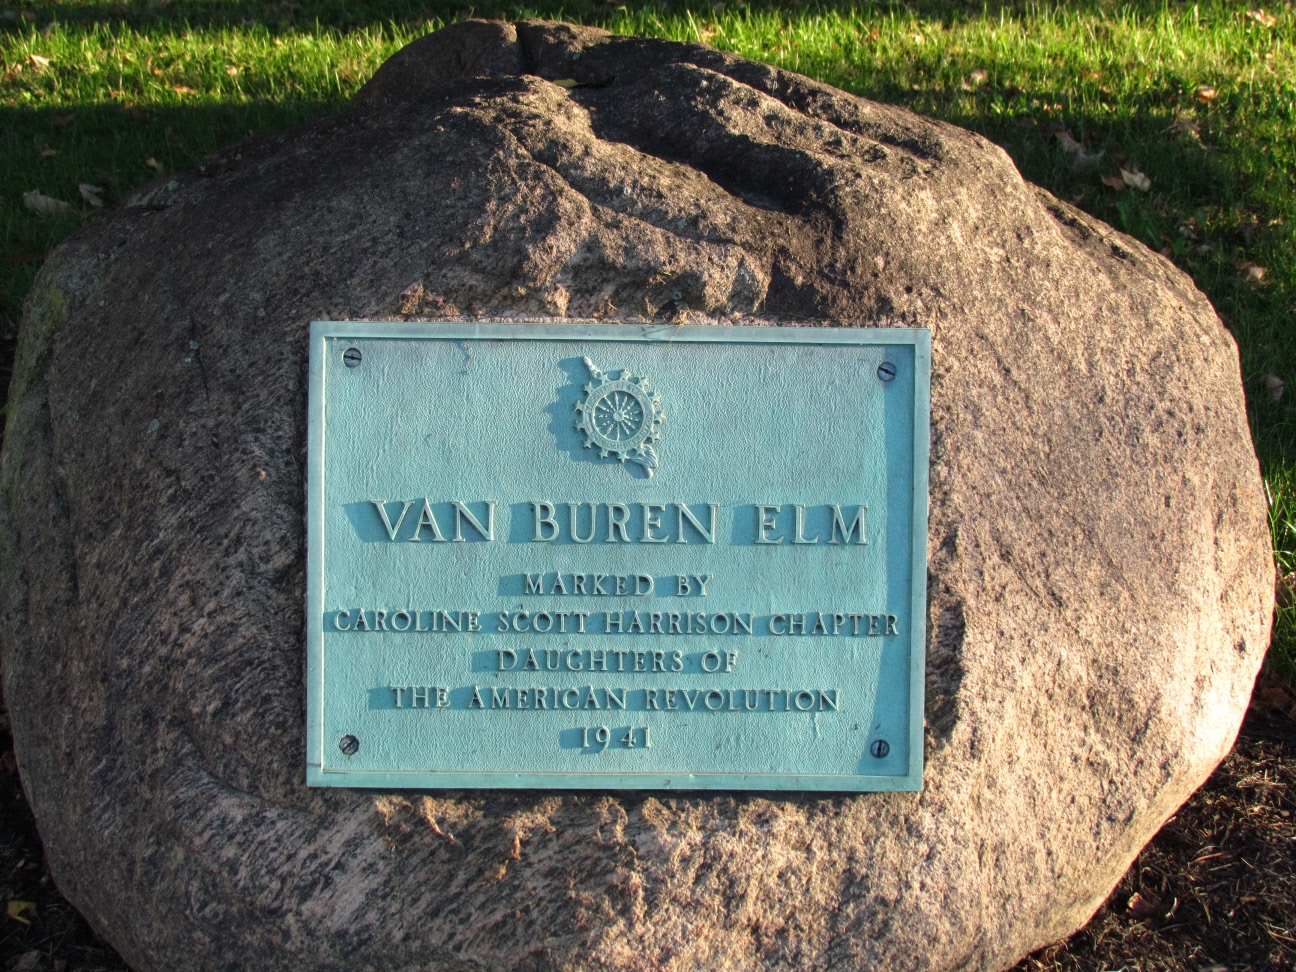 VAN BUREN ELM
MARKED BY
CAROLINE SCOTT HARRISON CHAPTER
DAUGHTERS OF
THE AMERICAN REVOLUTION
1941